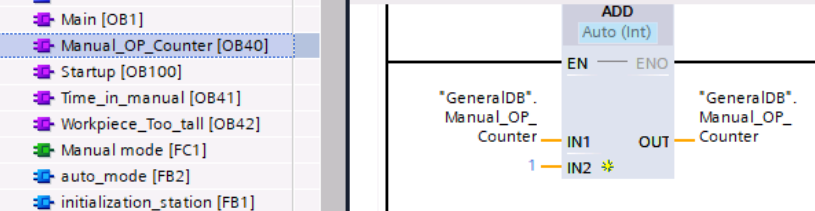 Main [OB1]
Manual_OP_Counter [OB40]
Startup [OB100]
Time_in_manual [OB41]
Workpiece_Too_tall [OB42]
Manual mode [FC1]
auto_mode [FB2]
initialization_station [FB1]
ADD
Auto (Int)
EN ENO
"GeneralDB".
Manual_OP_
Counter
IN1
1
IN2
OUT
"GeneralDB".
Manual_OP_
Counter